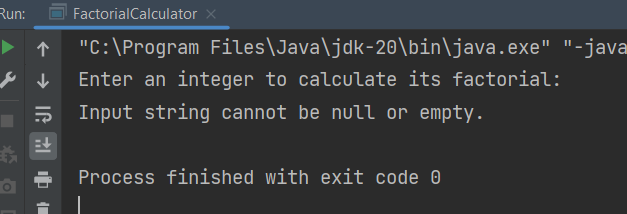 Run: FactorialCalculator ×
"C:\Program Files\Java\jdk-20\bin\java.exe" "-java
Enter an integer to calculate its factorial:
Input string cannot be null or empty.
Process finished with exit code 0